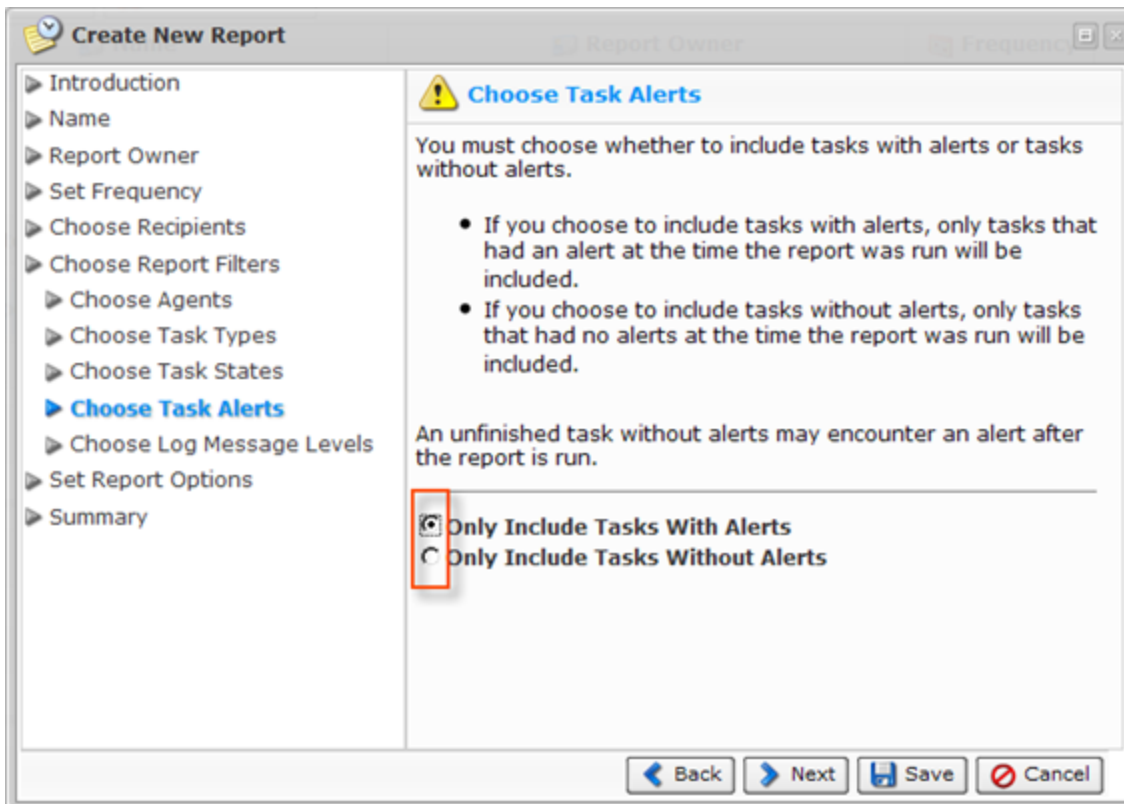 Create New Report
Name
Report Owner
Frequency
Introduction
Name
Report Owner
Set Frequency
Choose Recipients
Choose Report Filters
Choose Agents
Choose Task Types
Choose Task States
Choose Task Alerts
Choose Log Message Levels
Set Report Options
Summary
Choose Task Alerts
You must choose whether to include tasks with alerts or tasks
without alerts.
• If you choose to include tasks with alerts, only tasks that
had an alert at the time the report was run will be
included.
• If you choose to include tasks without alerts, only tasks
that had no alerts at the time the report was run will be
included.
An unfinished task without alerts may encounter an alert after
the report is run.
Only Include Tasks With Alerts
Only Include Tasks Without Alerts
Back
Next
Save
Cancel